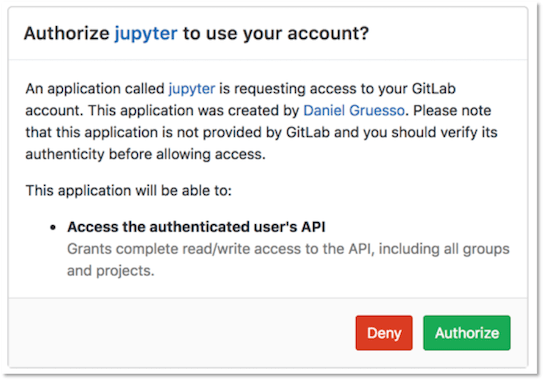 Authorize jupyter to use your account?
An application called jupyter is requesting access to your GitLab
account. This application was created by Daniel Gruesso. Please note
that this application is not provided by GitLab and you should verify its
authenticity before allowing access.
This application will be able to:
• Access the authenticated user's API
Grants complete read/write access to the API, including all groups
and projects.
Deny Authorize